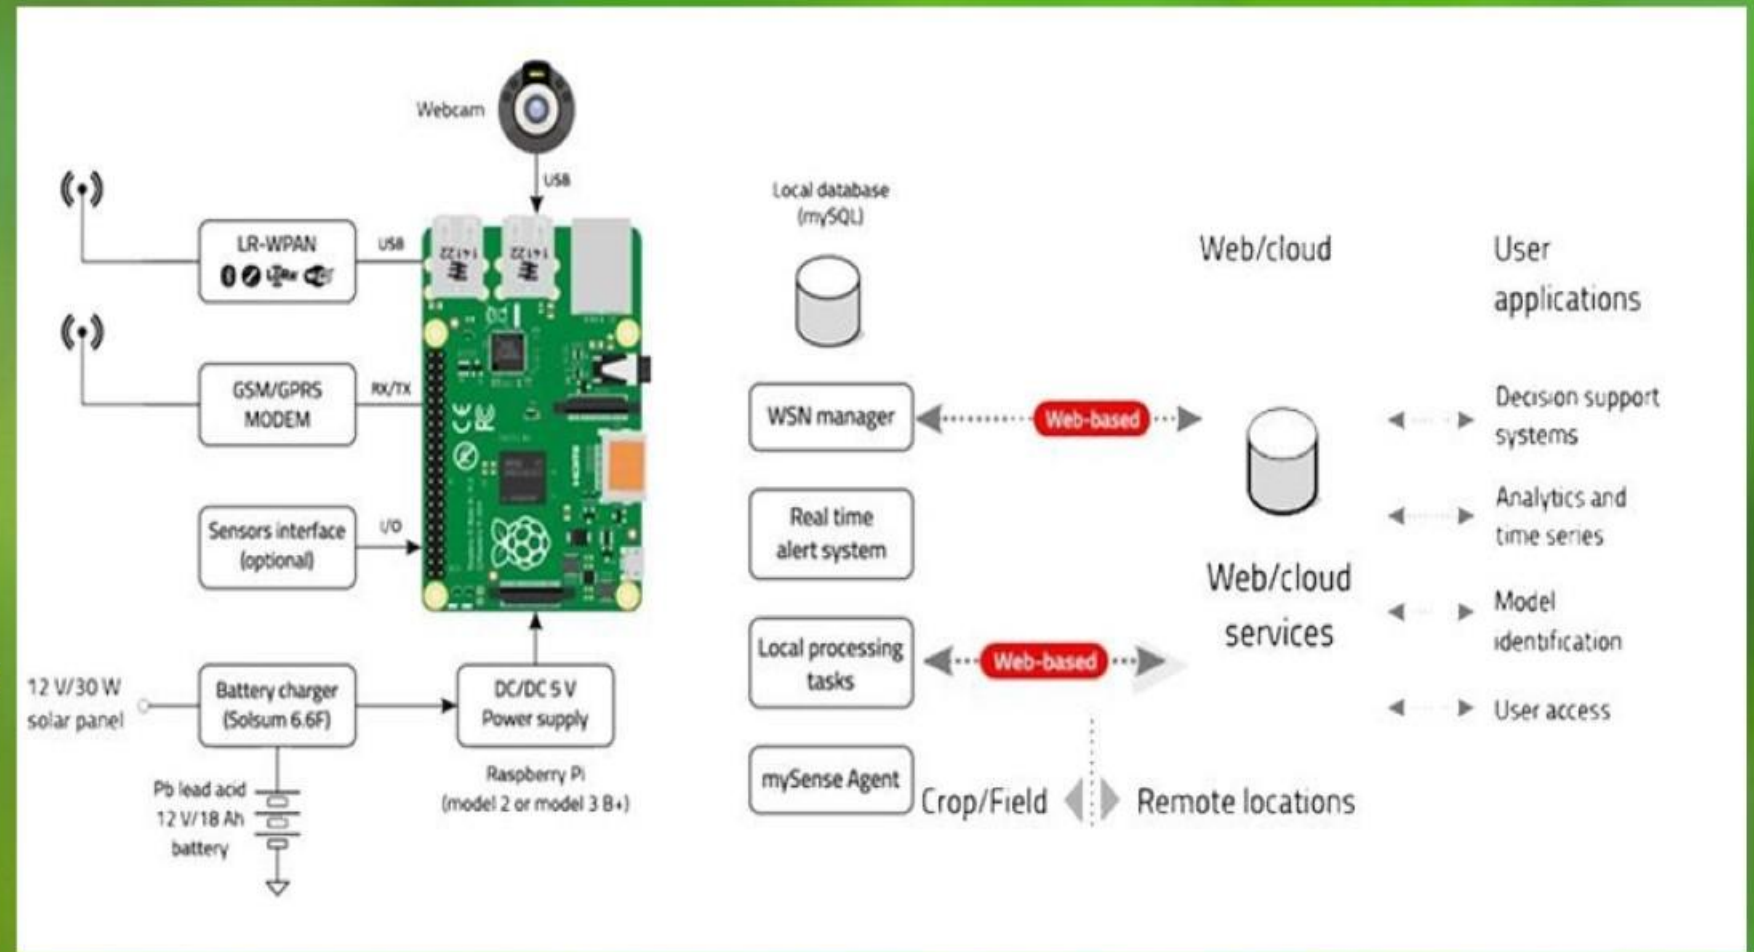 Webcam
USB
LR-WPAN
USB
GSM/GPRS
MODEM
RX/TX
Sensors interface
(optional)
I/O
12 V/30 W
solar panel
Battery charger
(Solsum 6.6F)
DC/DC 5 V
Power supply
Pb lead acid
12 V/18 Ah
battery
Raspberry Pi
(model 2 or model 3 B+)
Local database
(mySQL)
WSN manager
Real time
alert system
Local processing
tasks
mySense Agent
Web-based
Web-based
Crop/Field
Remote locations
Web/cloud
Web/cloud
services
User
applications
Decision support
systems
Analytics and
time series
Model
identification
User access